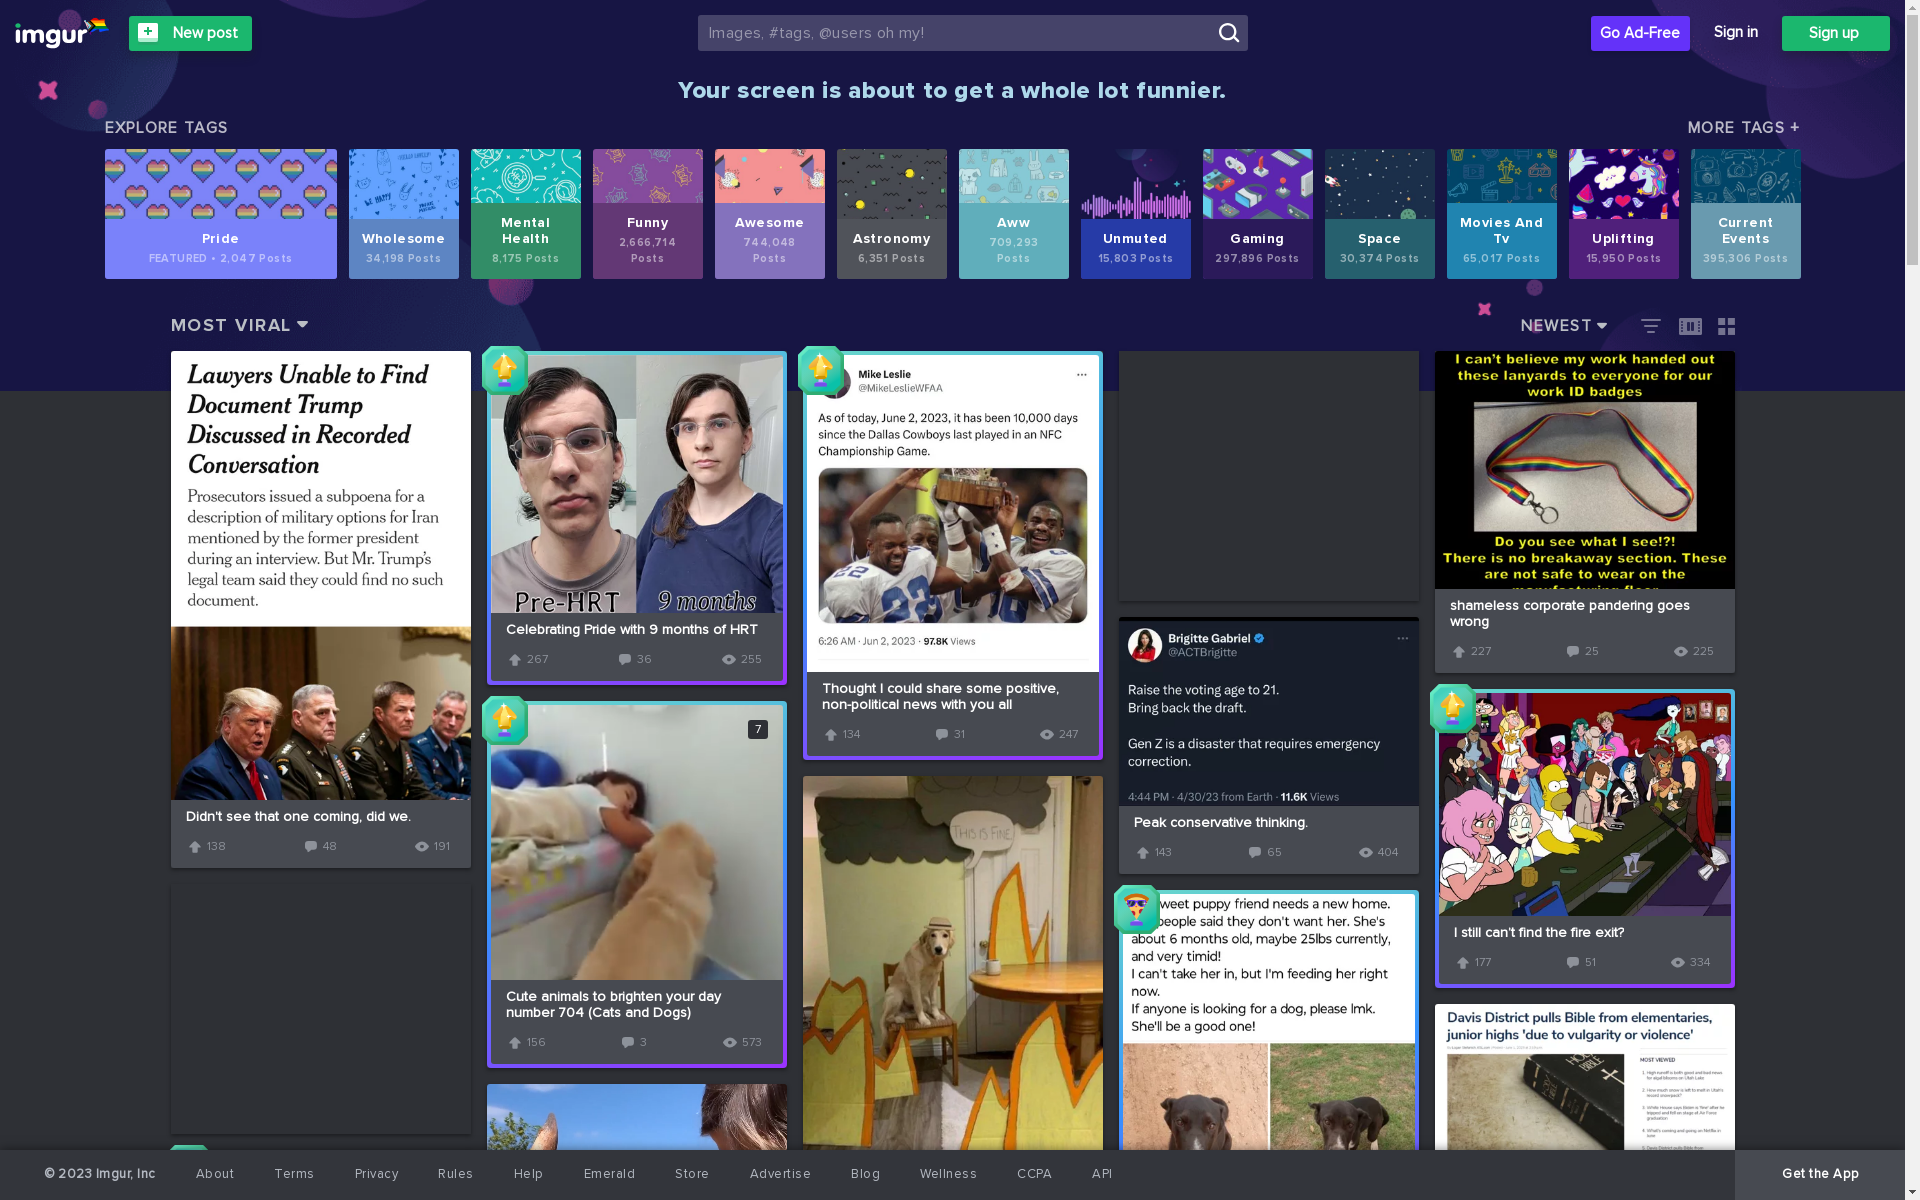 imgur
New post
Images, #tags, @users oh my!
Go Ad-Free
Sign in
Sign up
Your screen is about to get a whole lot funnier.
EXPLORE TAGS
MORE TAGS +
Pride
FEATURED • 2,047 Posts
Wholesome
34,198 Posts
Mental
Health
8,175 Posts
Funny
2,666,714
Posts
Awesome
744,048
Posts
Astronomy
6,351 Posts
Aww
709,293
Posts
Unmuted
15,803 Posts
Gaming
297,896 Posts
Space
30,374 Posts
Movies And
Tv
65,017 Posts
Uplifting
15,950 Posts
Current
Events
395,306 Posts
MOST VIRAL
NEWEST
Lawyers Unable to Find
Document Trump
Discussed in Recorded
Conversation
Prosecutors issued a subpoena for a
description of military options for Iran
mentioned by the former president
during an interview. But Mr. Trump's
legal team said they could find no such
document.
Didn't see that one coming, did we.
138
48
191
Pre-HRT
9 months
Celebrating Pride with 9 months of HRT
267
36
255
7
Cute animals to brighten your day
number 704 (Cats and Dogs)
156
3
573
Mike Leslie
@MikeLeslieWFAA
As of today, June 2, 2023, it has been 10,000 days
since the Dallas Cowboys last played in an NFC
Championship Game.
6:26 AM · Jun 2, 2023 · 97.8K Views
Thought I could share some positive,
non-political news with you all
134
31
247
THIS IS FINE
Brigitte Gabriel
@ACTBrigitte
Raise the voting age to 21.
Bring back the draft.
Gen Z is a disaster that requires emergency
correction.
4:44 PM · 4/30/23 from Earth · 11.6K Views
Peak conservative thinking.
143
65
404
weet puppy friend needs a new home.
people said they don't want her. She's
about 6 months old, maybe 25lbs currently,
and very timid!
I can't take her in, but I'm feeding her right
now.
If anyone is looking for a dog, please lmk.
She'll be a good one!
I can't believe my work handed out
these lanyards to everyone for our
work ID badges
Do you see what I see!?!
There is no breakaway section. These
are not safe to wear on the
manufacturing floor
shameless corporate pandering goes
wrong
227
25
225
I still can't find the fire exit?
177
51
334
Davis District pulls Bible from elementaries,
junior highs 'due to vulgarity or violence'
MOST VIEWED
© 2023 Imgur, Inc
About
Terms
Privacy
Rules
Help
Emerald
Store
Advertise
Blog
Wellness
CCPA
API
Get the App